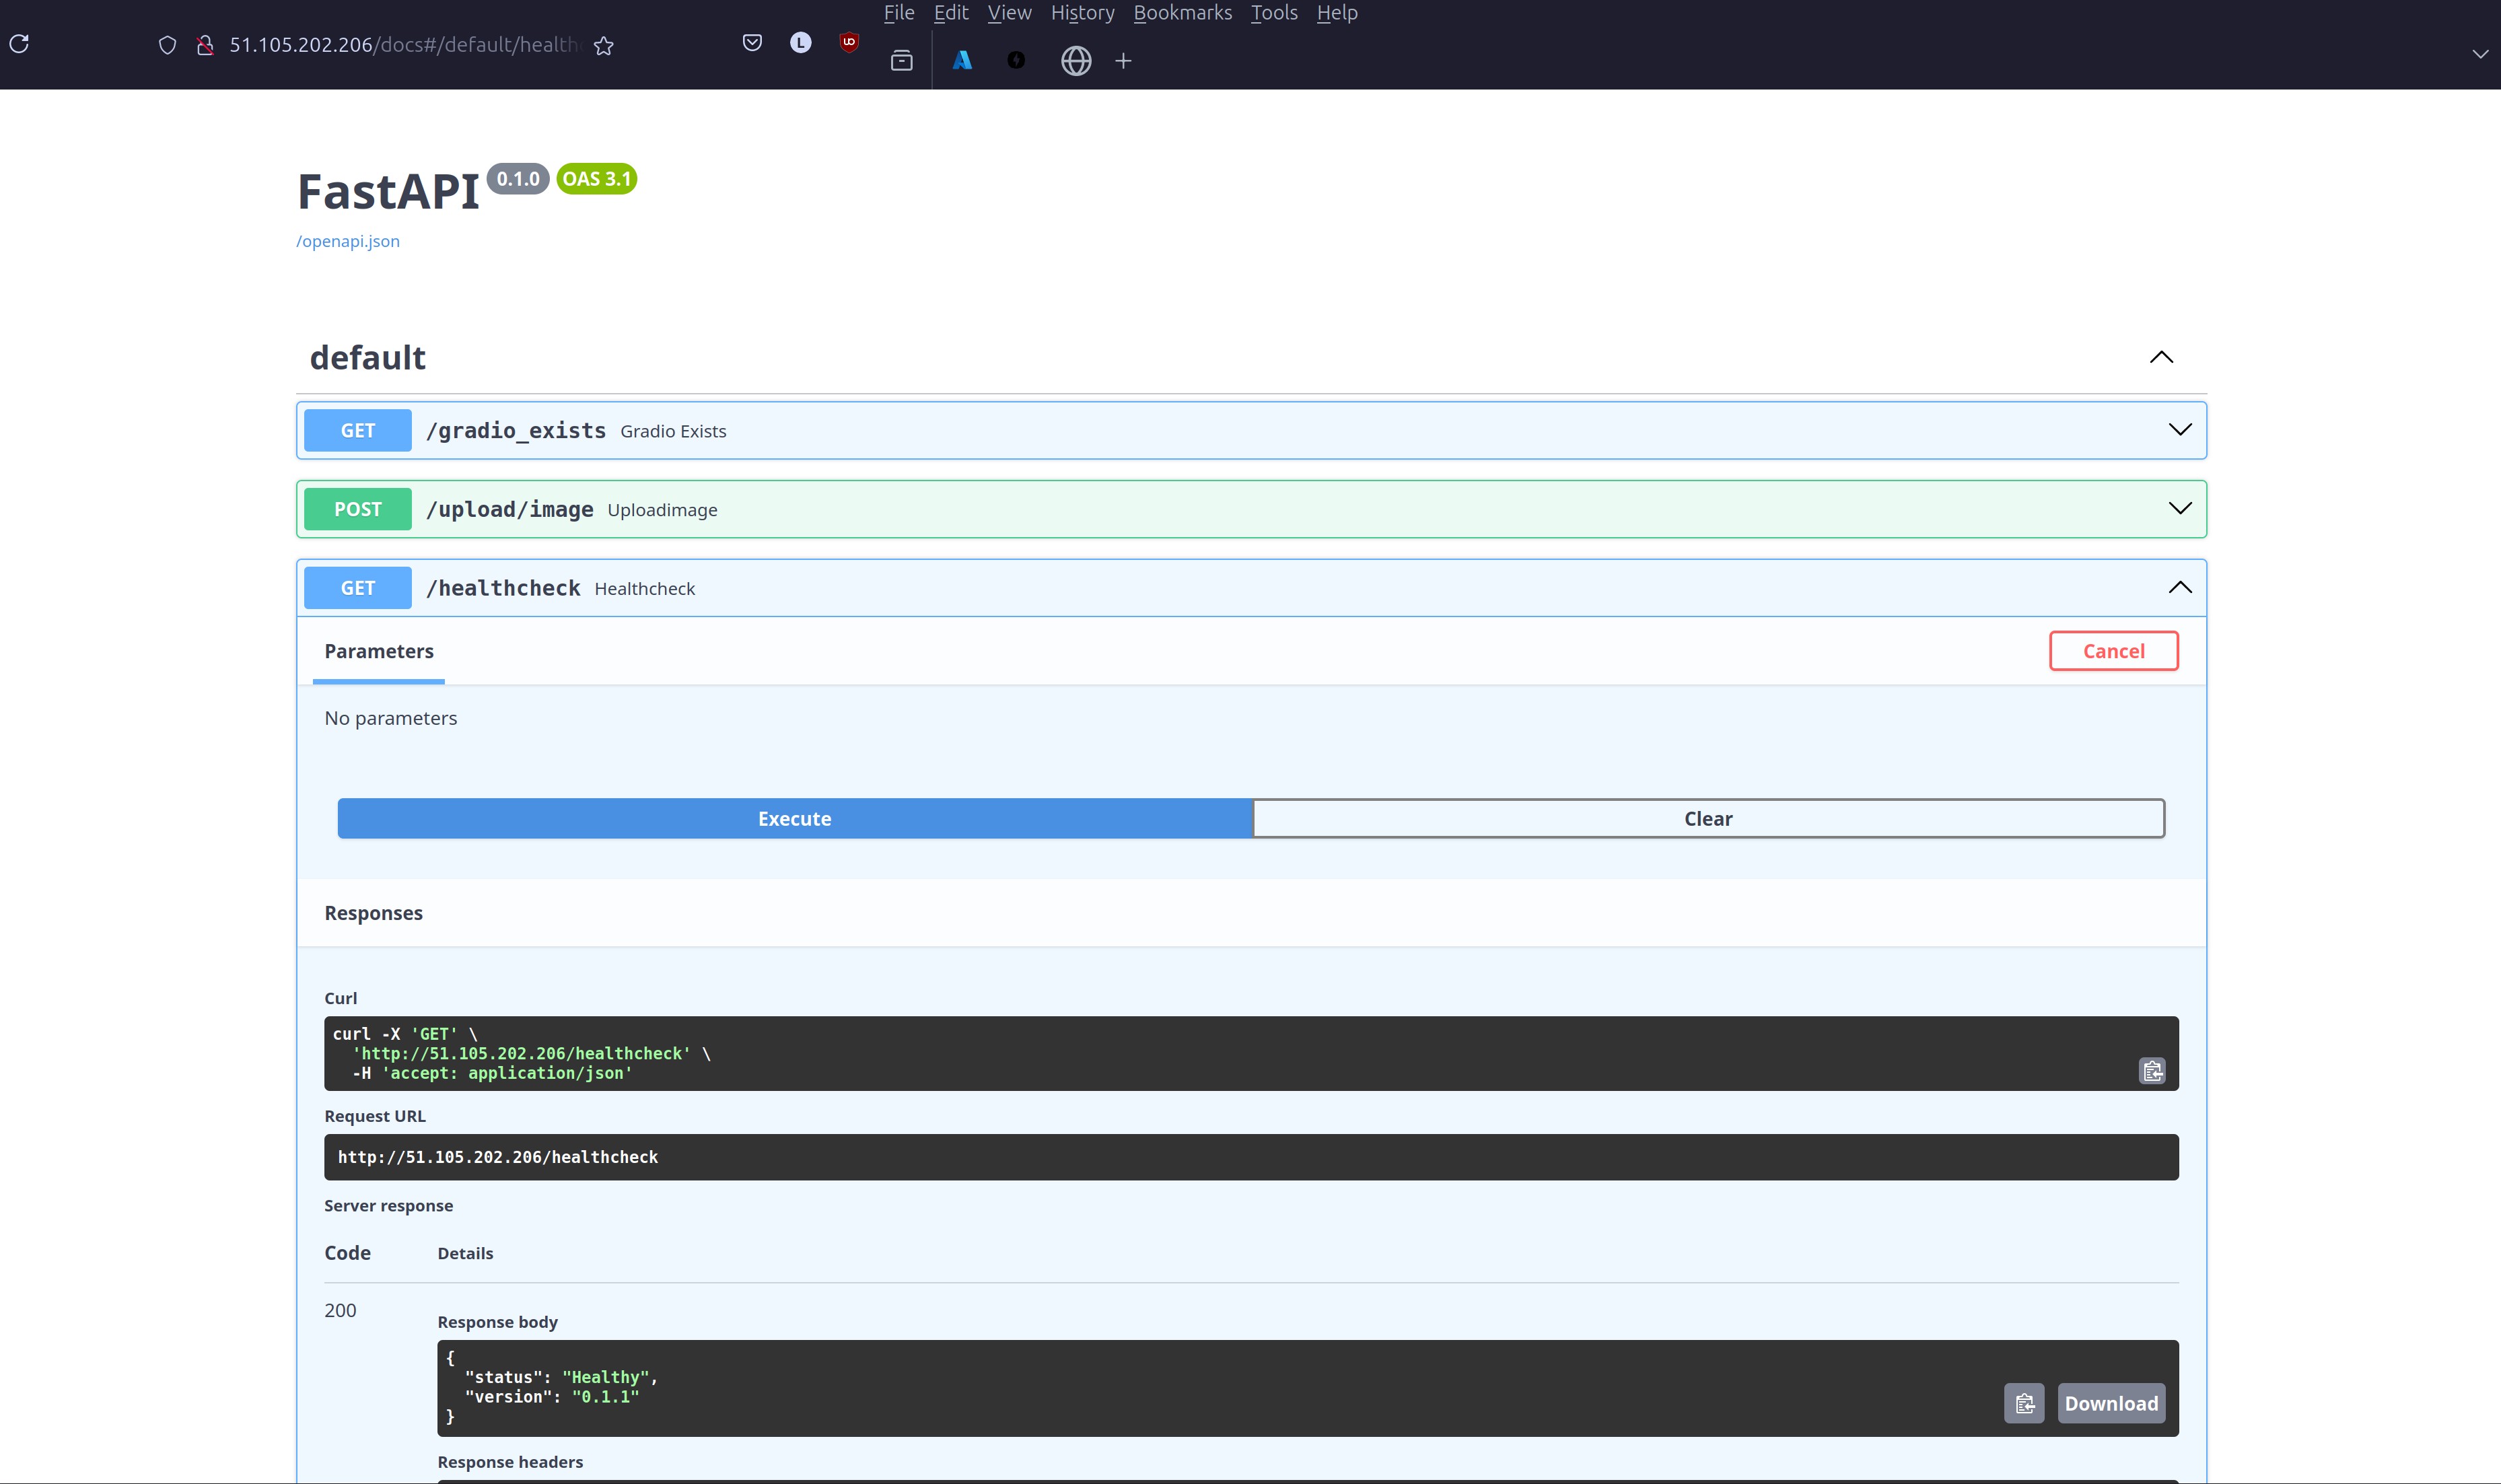 File Edit View History Bookmarks Tools Help
51.105.202.206/docs#/default/health
L
FastAPI 0.1.0 OAS 3.1
/openapi.json
default
GET /gradio_exists Gradio Exists
POST /upload/image Uploadimage
GET /healthcheck Healthcheck
Parameters
Cancel
No parameters
Execute
Clear
Responses
Curl
curl -X 'GET' \
'http://51.105.202.206/healthcheck' \
-H 'accept: application/json'
Request URL
http://51.105.202.206/healthcheck
Server response
Code Details
200
Response body
{
"status": "Healthy",
"version": "0.1.1"
}
Download
Response headers